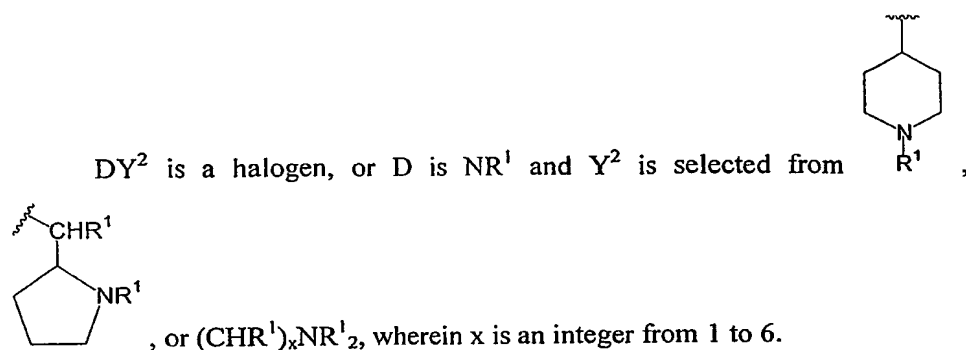 DY² is a halogen, or D is NR¹ and Y² is selected from N R¹ ,
CHR¹
NR¹
, or (CHR¹)ₓNR¹₂, wherein x is an integer from 1 to 6.